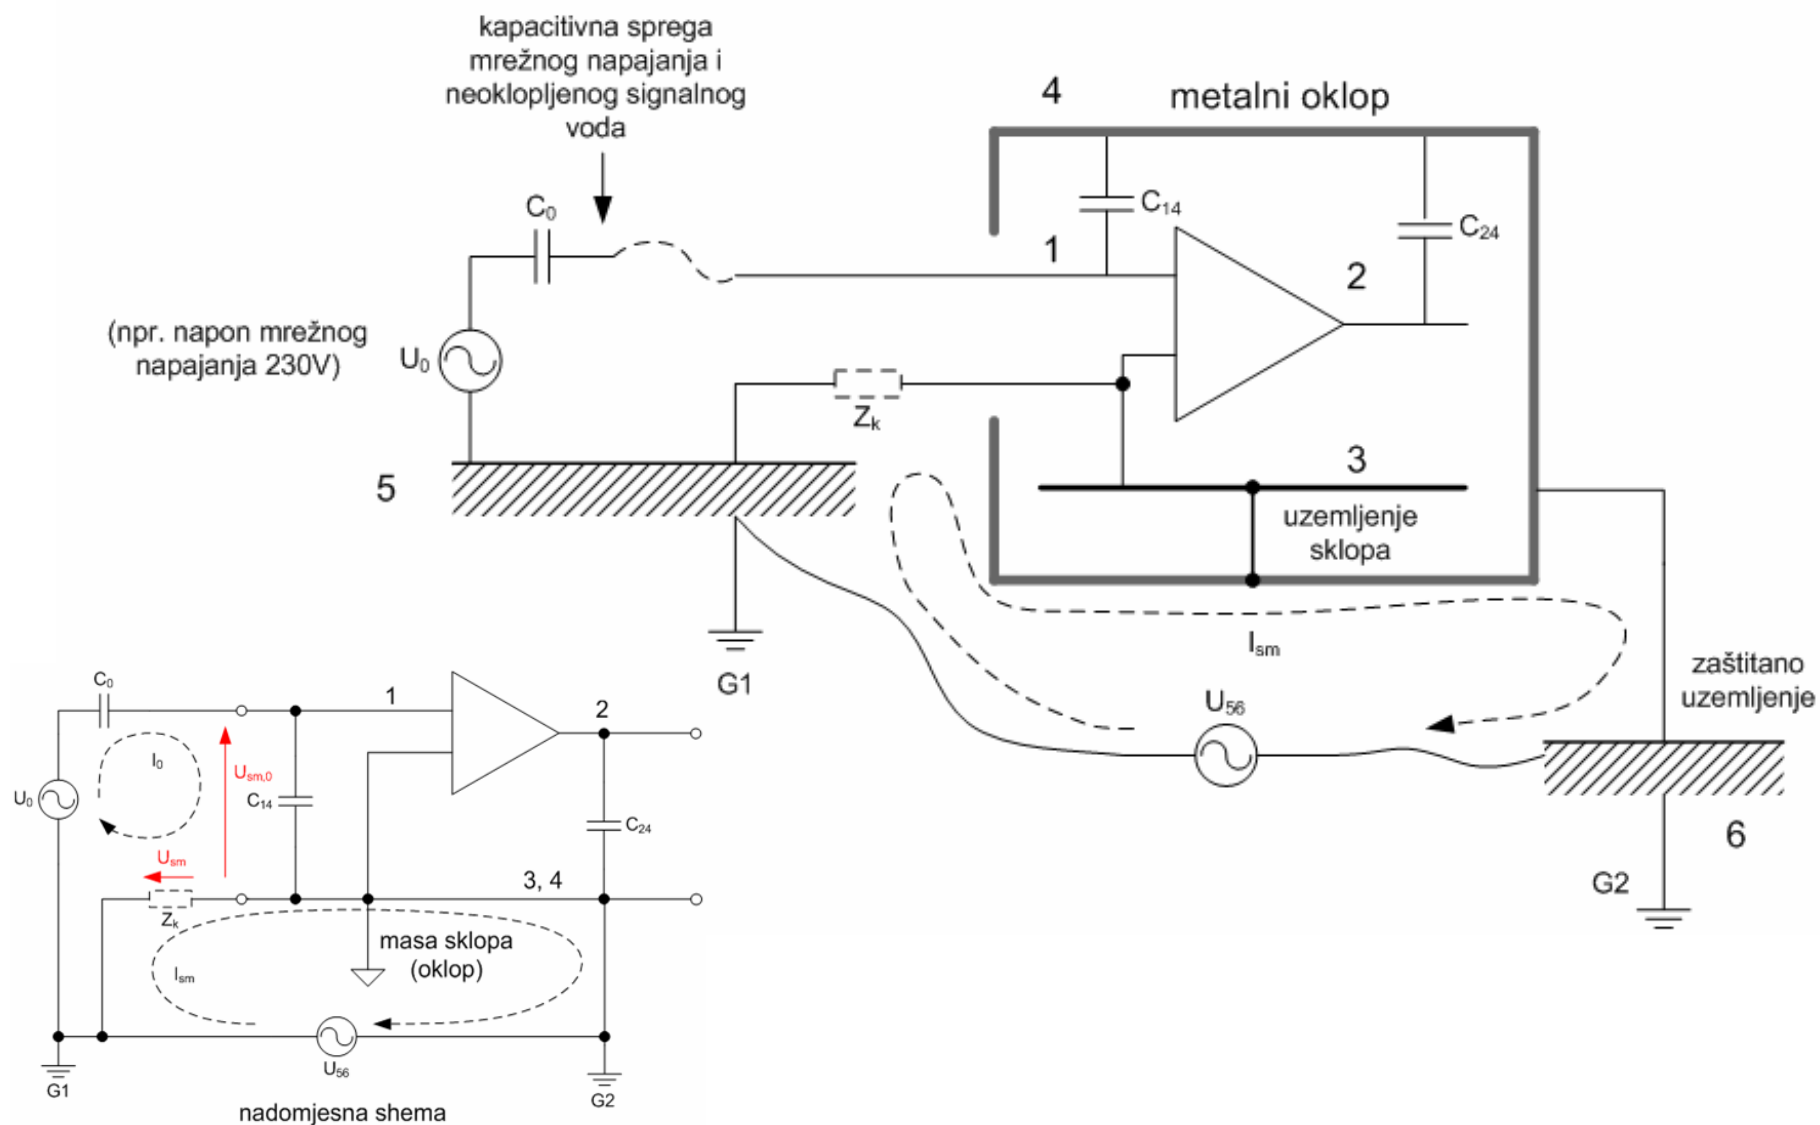 kapacitivna sprega
mrežnog napajanja i
neoklopljenog signalnog
voda
4
metalni oklop
C14
C24
C0
1
2
(npr. napon mrežnog
napajanja 230V)
U0
Zk
3
5
uzemljenje
sklopa
Ism
G1
zaštitano
uzemljenje
U56
6
G2
C0
1
2
I0
Usm,0
U0
C14
C24
Usm
3, 4
Zk
masa sklopa
(oklop)
Ism
U56
G1
G2
nadomjesna shema